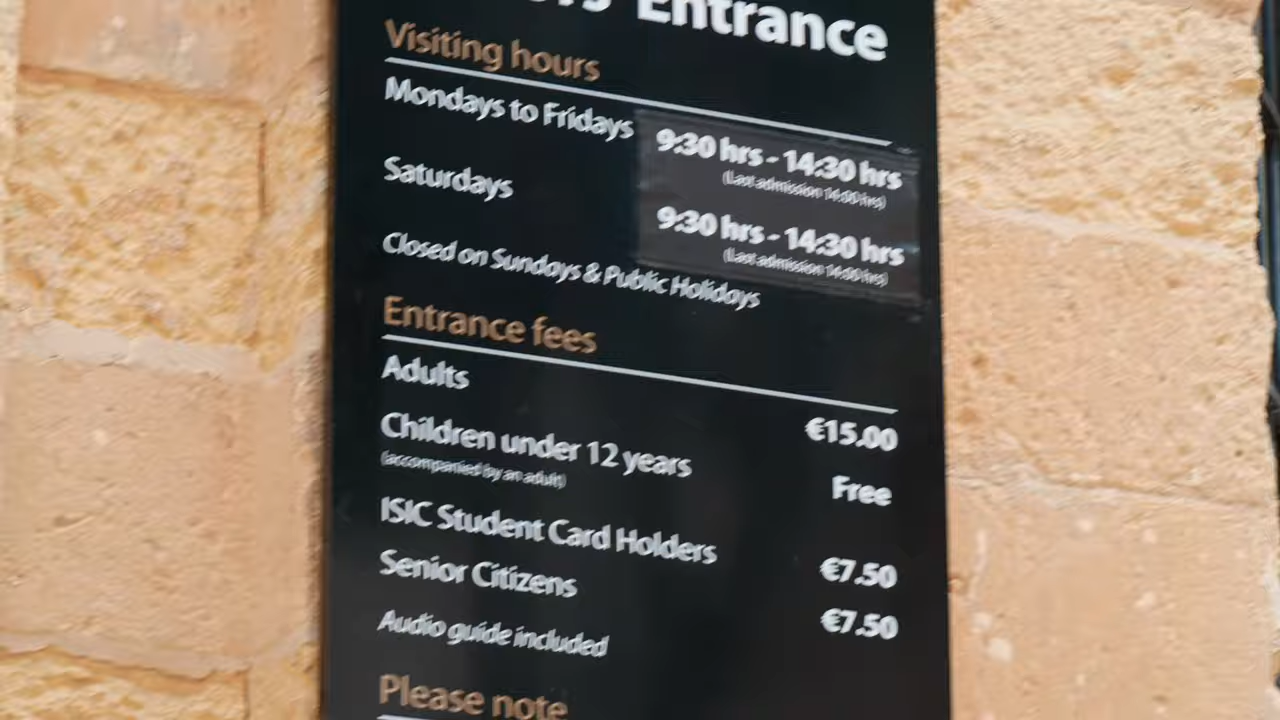 Entrance
Visiting hours
Mondays to Fridays 9:30 hrs - 14:30 hrs
(Last admission 14:00 hrs)
Saturdays 9:30 hrs - 14:30 hrs
(Last admission 14:00 hrs)
Closed on Sundays & Public Holidays
Entrance fees
Adults €15.00
Children under 12 years Free
(accompanied by an adult)
ISIC Student Card Holders €7.50
Senior Citizens €7.50
Audio guide included
Please note